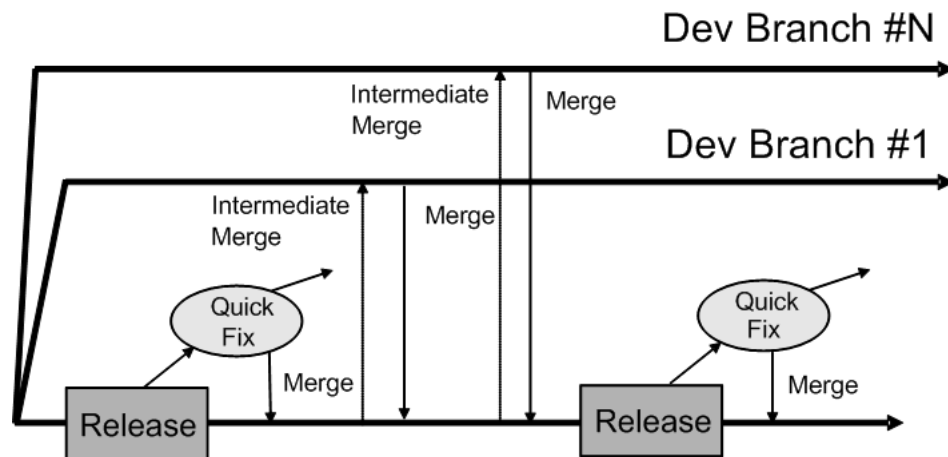 Dev Branch #N
Intermediate
Merge
Merge
Dev Branch #1
Intermediate
Merge
Merge
Quick
Fix
Merge
Release
Quick
Fix
Merge
Release